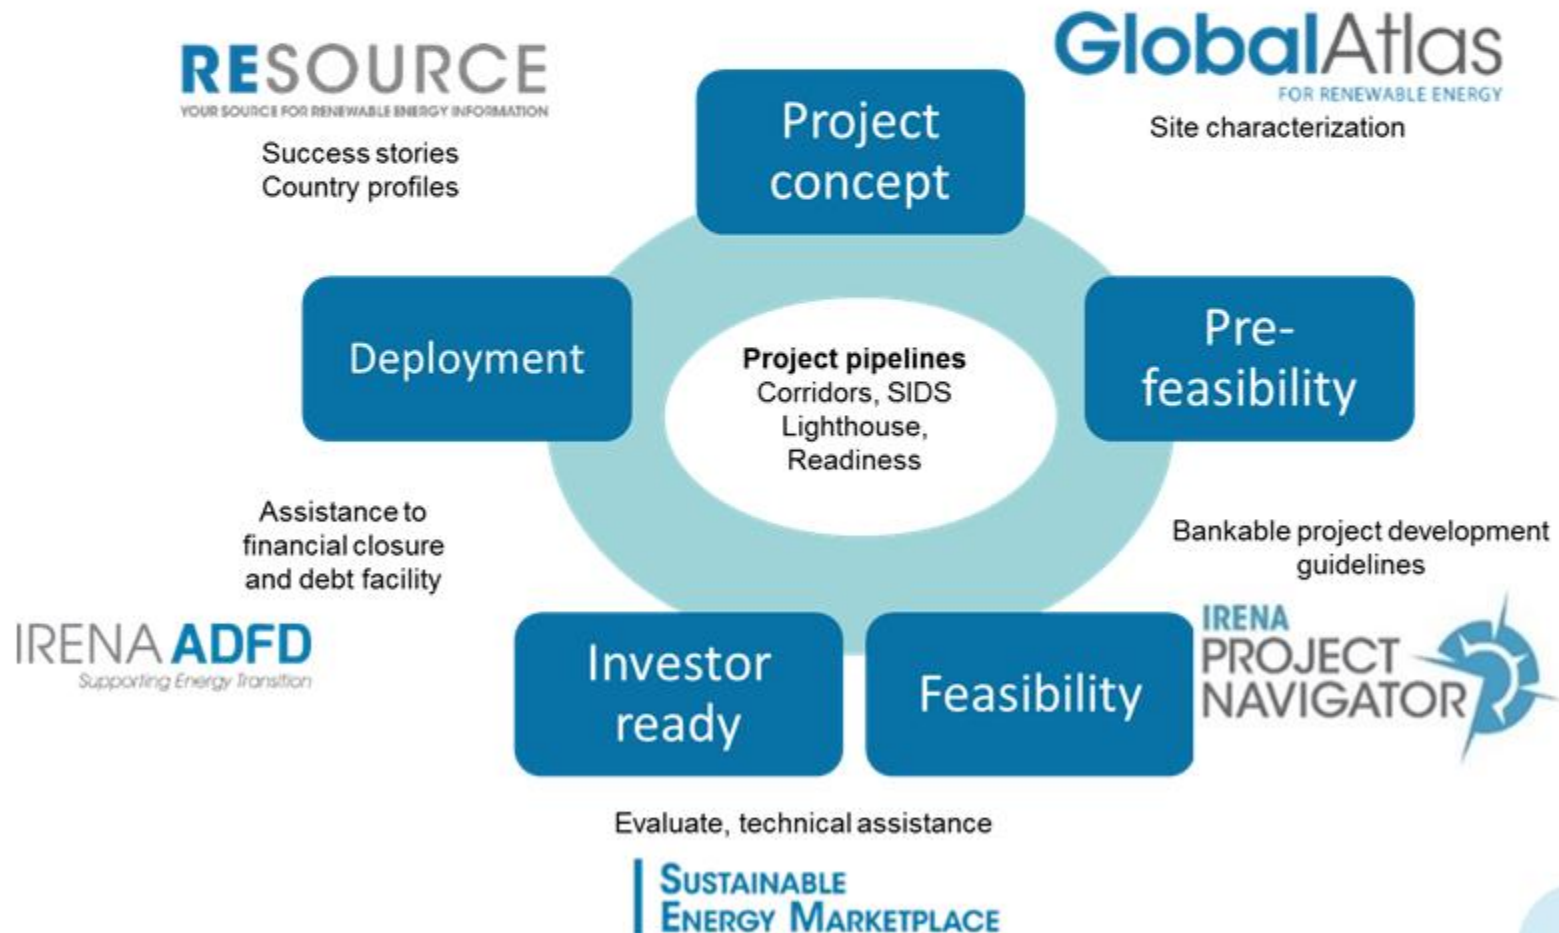 RESOURCE
YOUR SOURCE FOR RENEWABLE ENERGY INFORMATION
Success stories
Country profiles
GlobalAtlas
FOR RENEWABLE ENERGY
Site characterization
Project
concept
Deployment
Project pipelines
Corridors, SIDS
Lighthouse,
Readiness
Pre-
feasibility
Assistance to
financial closure
and debt facility
IRENA ADFD
Supporting Energy Transition
Bankable project development
guidelines
IRENA
PROJECT
NAVIGATOR
Investor
ready
Feasibility
Evaluate, technical assistance
SUSTAINABLE
ENERGY MARKETPLACE